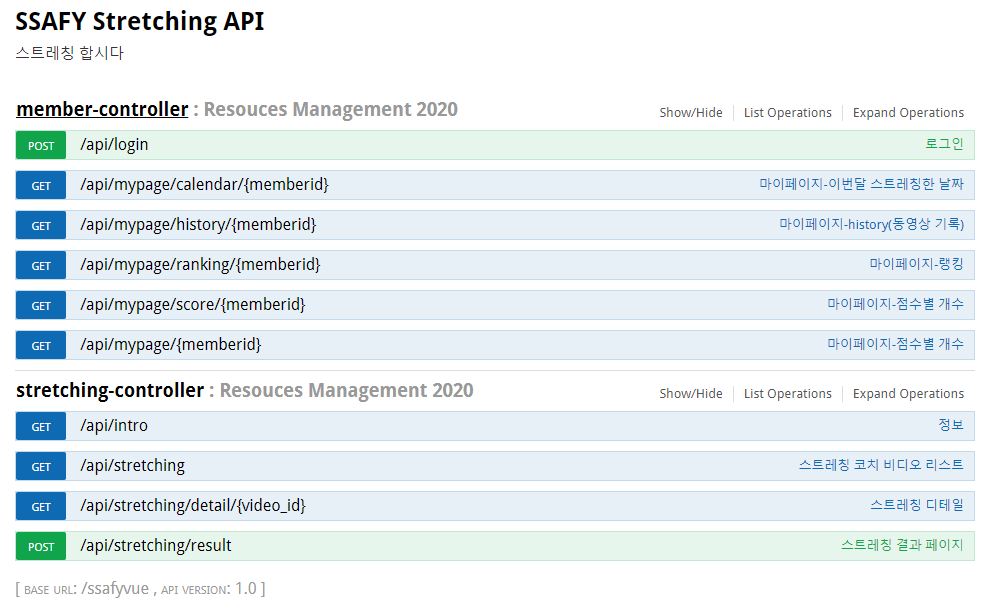 SSAFY Stretching API
스트레칭 합시다
member-controller : Resouces Management 2020 Show/Hide List Operations Expand Operations
POST /api/login 로그인
GET /api/mypage/calendar/{memberid} 마이페이지-이번달 스트레칭한 날짜
GET /api/mypage/history/{memberid} 마이페이지-history(동영상 기록)
GET /api/mypage/ranking/{memberid} 마이페이지-랭킹
GET /api/mypage/score/{memberid} 마이페이지-점수별 개수
GET /api/mypage/{memberid} 마이페이지-점수별 개수
stretching-controller : Resouces Management 2020 Show/Hide List Operations Expand Operations
GET /api/intro 정보
GET /api/stretching 스트레칭 코치 비디오 리스트
GET /api/stretching/detail/{video_id} 스트레칭 디테일
POST /api/stretching/result 스트레칭 결과 페이지
[ BASE URL: /ssafyvue , API VERSION: 1.0 ]